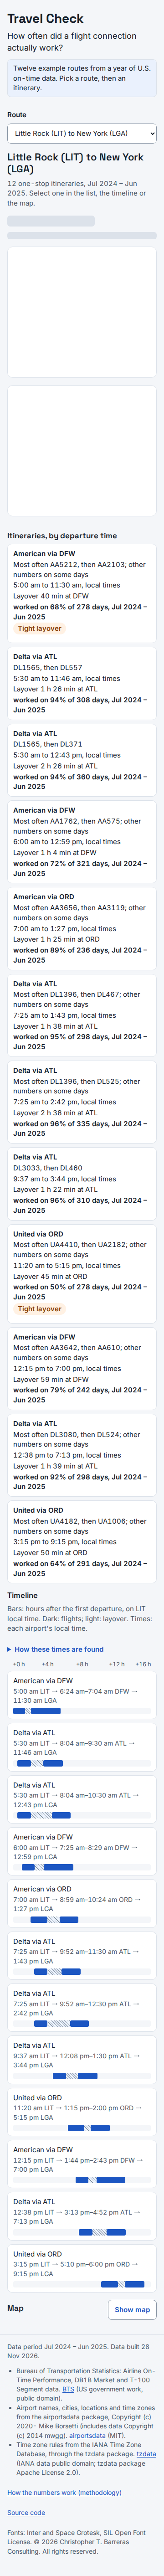 Travel Check
How often did a flight connection
actually work?
Twelve example routes from a year of U.S.
on-time data. Pick a route, then an
itinerary.
Route
Little Rock (LIT) to New York (LGA)
Little Rock (LIT) to New York
(LGA)
12 one-stop itineraries, Jul 2024 – Jun
2025. Select one in the list, the timeline or
the map.
Itineraries, by departure time
American via DFW
Most often AA5212, then AA2103; other
numbers on some days
5:00 am to 11:30 am, local times
Layover 40 min at DFW
worked on 68% of 278 days, Jul 2024 –
Jun 2025
Tight layover
Delta via ATL
DL1565, then DL557
5:30 am to 11:46 am, local times
Layover 1 h 26 min at ATL
worked on 94% of 308 days, Jul 2024 –
Jun 2025
Delta via ATL
DL1565, then DL371
5:30 am to 12:43 pm, local times
Layover 2 h 26 min at ATL
worked on 94% of 360 days, Jul 2024 –
Jun 2025
American via DFW
Most often AA1762, then AA575; other
numbers on some days
6:00 am to 12:59 pm, local times
Layover 1 h 4 min at DFW
worked on 72% of 321 days, Jul 2024 –
Jun 2025
American via ORD
Most often AA3656, then AA3119; other
numbers on some days
7:00 am to 1:27 pm, local times
Layover 1 h 25 min at ORD
worked on 89% of 236 days, Jul 2024 –
Jun 2025
Delta via ATL
Most often DL1396, then DL467; other
numbers on some days
7:25 am to 1:43 pm, local times
Layover 1 h 38 min at ATL
worked on 95% of 298 days, Jul 2024 –
Jun 2025
Delta via ATL
Most often DL1396, then DL525; other
numbers on some days
7:25 am to 2:42 pm, local times
Layover 2 h 38 min at ATL
worked on 96% of 335 days, Jul 2024 –
Jun 2025
Delta via ATL
DL3033, then DL460
9:37 am to 3:44 pm, local times
Layover 1 h 22 min at ATL
worked on 96% of 310 days, Jul 2024 –
Jun 2025
United via ORD
Most often UA4410, then UA2182; other
numbers on some days
11:20 am to 5:15 pm, local times
Layover 45 min at ORD
worked on 50% of 278 days, Jul 2024 –
Jun 2025
Tight layover
American via DFW
Most often AA3642, then AA610; other
numbers on some days
12:15 pm to 7:00 pm, local times
Layover 59 min at DFW
worked on 79% of 242 days, Jul 2024 –
Jun 2025
Delta via ATL
Most often DL3080, then DL524; other
numbers on some days
12:38 pm to 7:13 pm, local times
Layover 1 h 39 min at ATL
worked on 92% of 298 days, Jul 2024 –
Jun 2025
United via ORD
Most often UA4182, then UA1006; other
numbers on some days
3:15 pm to 9:15 pm, local times
Layover 50 min at ORD
worked on 64% of 291 days, Jul 2024 –
Jun 2025
Timeline
Bars: hours after the first departure, on LIT
local time. Dark: flights; light: layover. Times:
each airport's local time.
▶ How these times are found
+0 h +4 h +8 h +12 h +16 h
American via DFW
5:00 am LIT → 6:24 am–7:04 am DFW →
11:30 am LGA
Delta via ATL
5:30 am LIT → 8:04 am–9:30 am ATL →
11:46 am LGA
Delta via ATL
5:30 am LIT → 8:04 am–10:30 am ATL →
12:43 pm LGA
American via DFW
6:00 am LIT → 7:25 am–8:29 am DFW →
12:59 pm LGA
American via ORD
7:00 am LIT → 8:59 am–10:24 am ORD →
1:27 pm LGA
Delta via ATL
7:25 am LIT → 9:52 am–11:30 am ATL →
1:43 pm LGA
Delta via ATL
7:25 am LIT → 9:52 am–12:30 pm ATL →
2:42 pm LGA
Delta via ATL
9:37 am LIT → 12:08 pm–1:30 pm ATL →
3:44 pm LGA
United via ORD
11:20 am LIT → 1:15 pm–2:00 pm ORD →
5:15 pm LGA
American via DFW
12:15 pm LIT → 1:44 pm–2:43 pm DFW →
7:00 pm LGA
Delta via ATL
12:38 pm LIT → 3:13 pm–4:52 pm ATL →
7:13 pm LGA
United via ORD
3:15 pm LIT → 5:10 pm–6:00 pm ORD →
9:15 pm LGA
Map
Show map
Data period Jul 2024 – Jun 2025. Data built 28
Nov 2026.
• Bureau of Transportation Statistics: Airline On-
Time Performance, DB1B Market and T-100
Segment data. BTS (US government work,
public domain).
• Airport names, cities, locations and time zones
from the airportsdata package, Copyright (c)
2020- Mike Borsetti (includes data Copyright
(c) 2014 mwgg). airportsdata (MIT).
• Time zone rules from the IANA Time Zone
Database, through the tzdata package. tzdata
(IANA data public domain; tzdata package
Apache License 2.0).
How the numbers work (methodology)
Source code
Fonts: Inter and Space Grotesk, SIL Open Font
License. © 2026 Christopher T. Barreras
Consulting. All rights reserved.